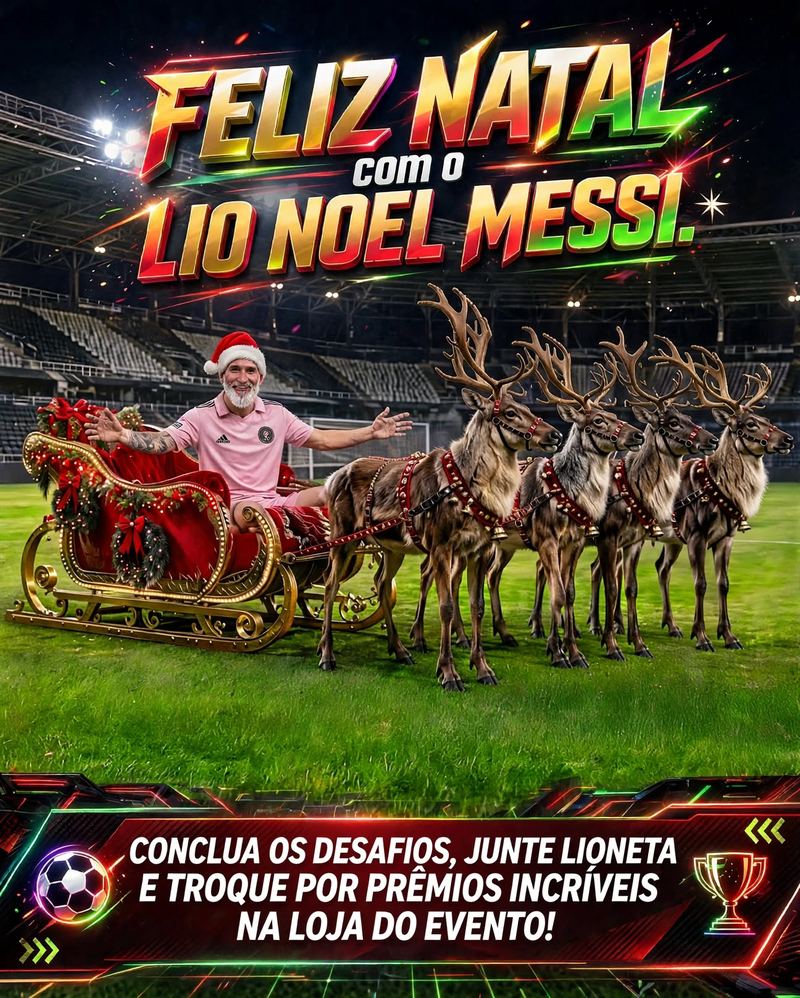 FELIZ NATAL
com o
LIO NOEL MESSI.
CONCLUA OS DESAFIOS, JUNTE LIONETA
E TROQUE POR PRÊMIOS INCRÍVEIS
NA LOJA DO EVENTO!